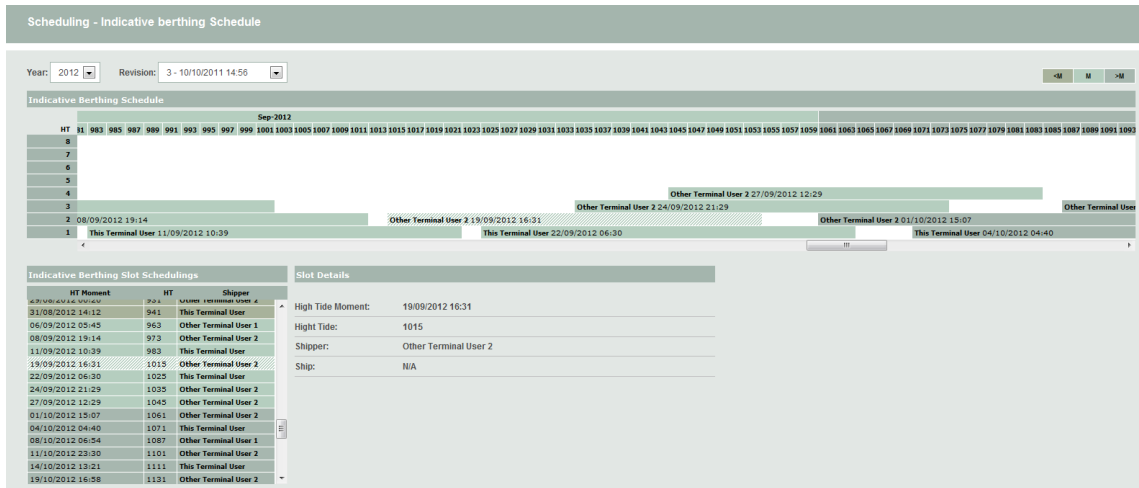 Scheduling - Indicative berthing Schedule
Year: 2012 Revision: 3 - 10/10/2011 14:56 <M M >M
Indicative Berthing Schedule
Sep-2012
HT 31 983 985 987 989 991 993 995 997 999 1001 1003 1005 1007 1009 1011 1013 1015 1017 1019 1021 1023 1025 1027 1029 1031 1033 1035 1037 1039 1041 1043 1045 1047 1049 1051 1053 1055 1057 1059 1061 1063 1065 1067 1069 1071 1073 1075 1077 1079 1081 1083 1085 1087 1089 1091 1093
8
7
6
5
4 Other Terminal User 2 27/09/2012 12:29
3 Other Terminal User 2 24/09/2012 21:29 Other Terminal User
2 08/09/2012 19:14 Other Terminal User 2 19/09/2012 16:31 Other Terminal User 2 01/10/2012 15:07
1 This Terminal User 11/09/2012 10:39 This Terminal User 22/09/2012 06:30 This Terminal User 04/10/2012 04:40
Indicative Berthing Slot Schedulings
HT Moment HT Shipper
29/08/2012 00:20 931 Other Terminal User 2
31/08/2012 14:12 941 This Terminal User
06/09/2012 05:45 963 Other Terminal User 1
08/09/2012 19:14 973 Other Terminal User 2
11/09/2012 10:39 983 This Terminal User
19/09/2012 16:31 1015 Other Terminal User 2
22/09/2012 06:30 1025 This Terminal User
24/09/2012 21:29 1035 Other Terminal User 2
27/09/2012 12:29 1045 Other Terminal User 2
01/10/2012 15:07 1061 Other Terminal User 2
04/10/2012 04:40 1071 This Terminal User
08/10/2012 06:54 1087 Other Terminal User 1
11/10/2012 23:30 1101 Other Terminal User 2
14/10/2012 13:21 1111 This Terminal User
19/10/2012 16:58 1131 Other Terminal User 2
Slot Details
High Tide Moment: 19/09/2012 16:31
Hight Tide: 1015
Shipper: Other Terminal User 2
Ship: N/A